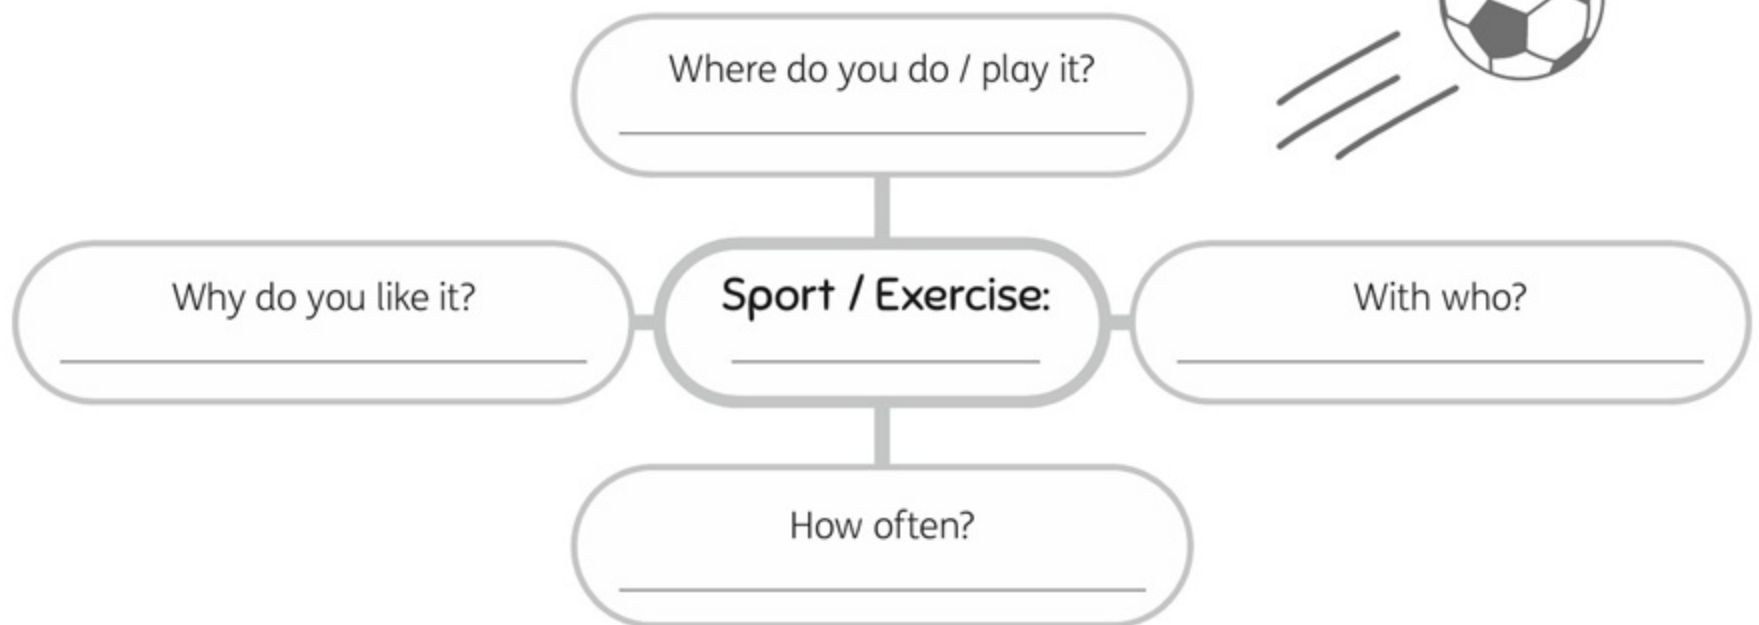 Where do you do / play it?
Why do you like it?
Sport / Exercise:
With who?
How often?